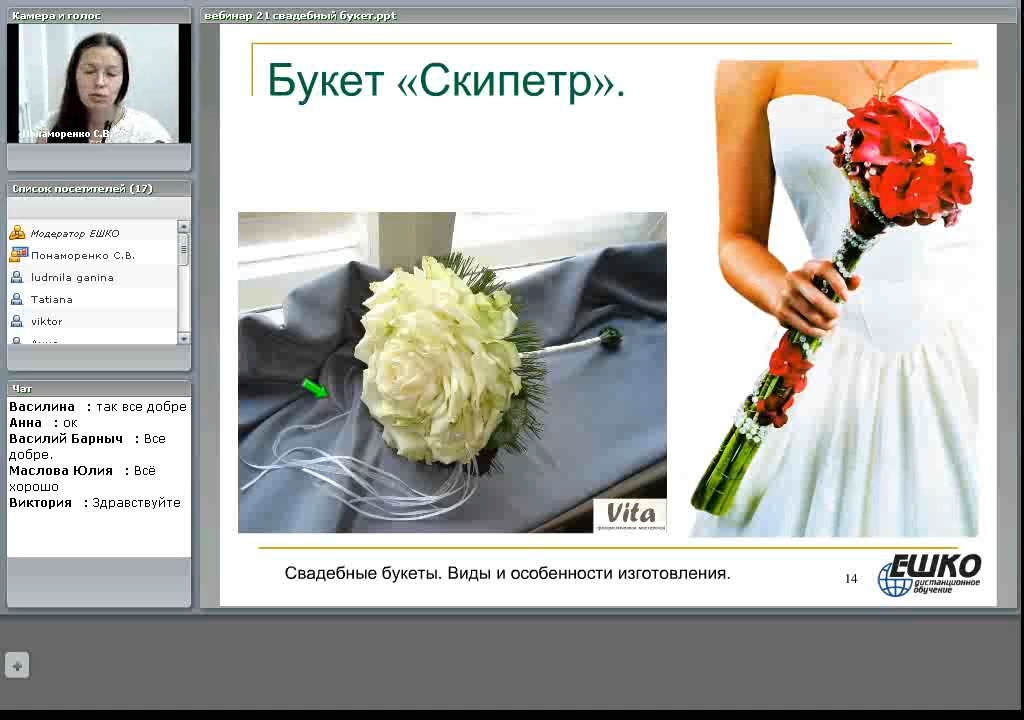 Камера и голос
Понаморенко С.В.
Список посетителей (17)
Модератор ЕШКО
Понаморенко С.В.
ludmila ganina
Tatiana
viktor
Чат
Василина : так все добре
Анна : ок
Василий Барныч : Все
добре.
Маслова Юлия : Всё
хорошо
Виктория : Здравствуйте
вебинар 21 свадебный букет.ppt
Букет «Скипетр».
Vita
Свадебные букеты. Виды и особенности изготовления.
14
ЕШКО
дистанционное
обучение